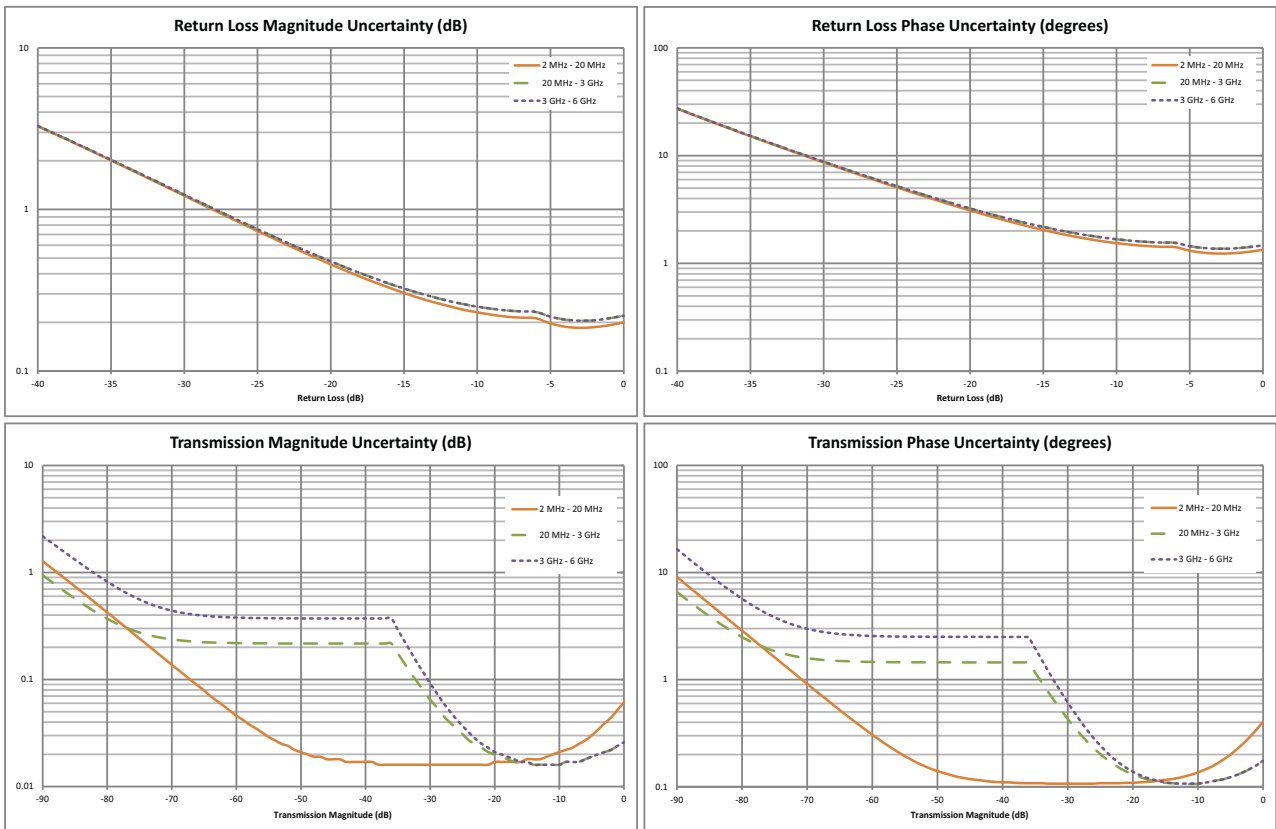 Return Loss Magnitude Uncertainty (dB)
10
1
0.1
2 MHz - 20 MHz
20 MHz - 3 GHz
3 GHz - 6 GHz
-40 -35 -30 -25 -20 -15 -10 -5 0
Return Loss (dB)
Return Loss Phase Uncertainty (degrees)
100
10
1
0.1
2 MHz - 20 MHz
20 MHz - 3 GHz
3 GHz - 6 GHz
-40 -35 -30 -25 -20 -15 -10 -5 0
Return Loss (dB)
Transmission Magnitude Uncertainty (dB)
10
1
0.1
0.01
2 MHz - 20 MHz
20 MHz - 3 GHz
3 GHz - 6 GHz
-90 -80 -70 -60 -50 -40 -30 -20 -10 0
Transmission Magnitude (dB)
Transmission Phase Uncertainty (degrees)
100
10
1
0.1
2 MHz - 20 MHz
20 MHz - 3 GHz
3 GHz - 6 GHz
-90 -80 -70 -60 -50 -40 -30 -20 -10 0
Transmission Magnitude (dB)